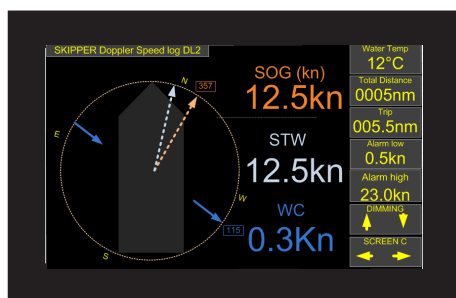 SKIPPER Doppler Speed log DL2
N
357
E
W
115
S
SOG (kn)
12.5kn
STW
12.5kn
WC
0.3Kn
Water Temp
12°C
Total Distance
0005nm
Trip
005.5nm
Alarm low
0.5kn
Alarm high
23.0kn
DIMMING
SCREEN C